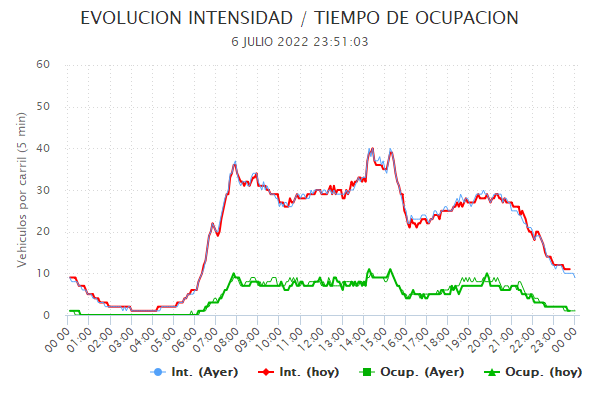 EVOLUCION INTENSIDAD / TIEMPO DE OCUPACION
6 JULIO 2022 23:51:03
Vehiculos por carril (5 min)
60
50
40
30
20
10
0
00:00 01:00 02:00 03:00 04:00 05:00 06:00 07:00 08:00 09:00 10:00 11:00 12:00 13:00 14:00 15:00 16:00 17:00 18:00 19:00 20:00 21:00 22:00 23:00 00:00
Int. (Ayer) Int. (hoy) Ocup. (Ayer) Ocup. (hoy)